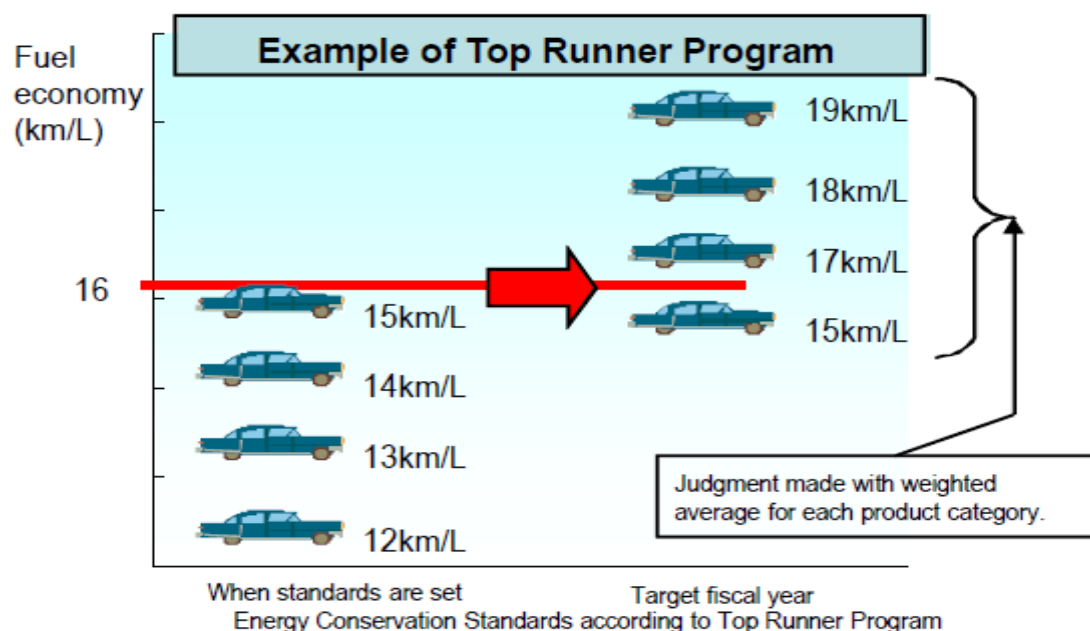 Example of Top Runner Program
Fuel
economy
(km/L)
19km/L
18km/L
17km/L
16
15km/L
15km/L
14km/L
13km/L
12km/L
Judgment made with weighted
average for each product category.
When standards are set
Target fiscal year
Energy Conservation Standards according to Top Runner Program